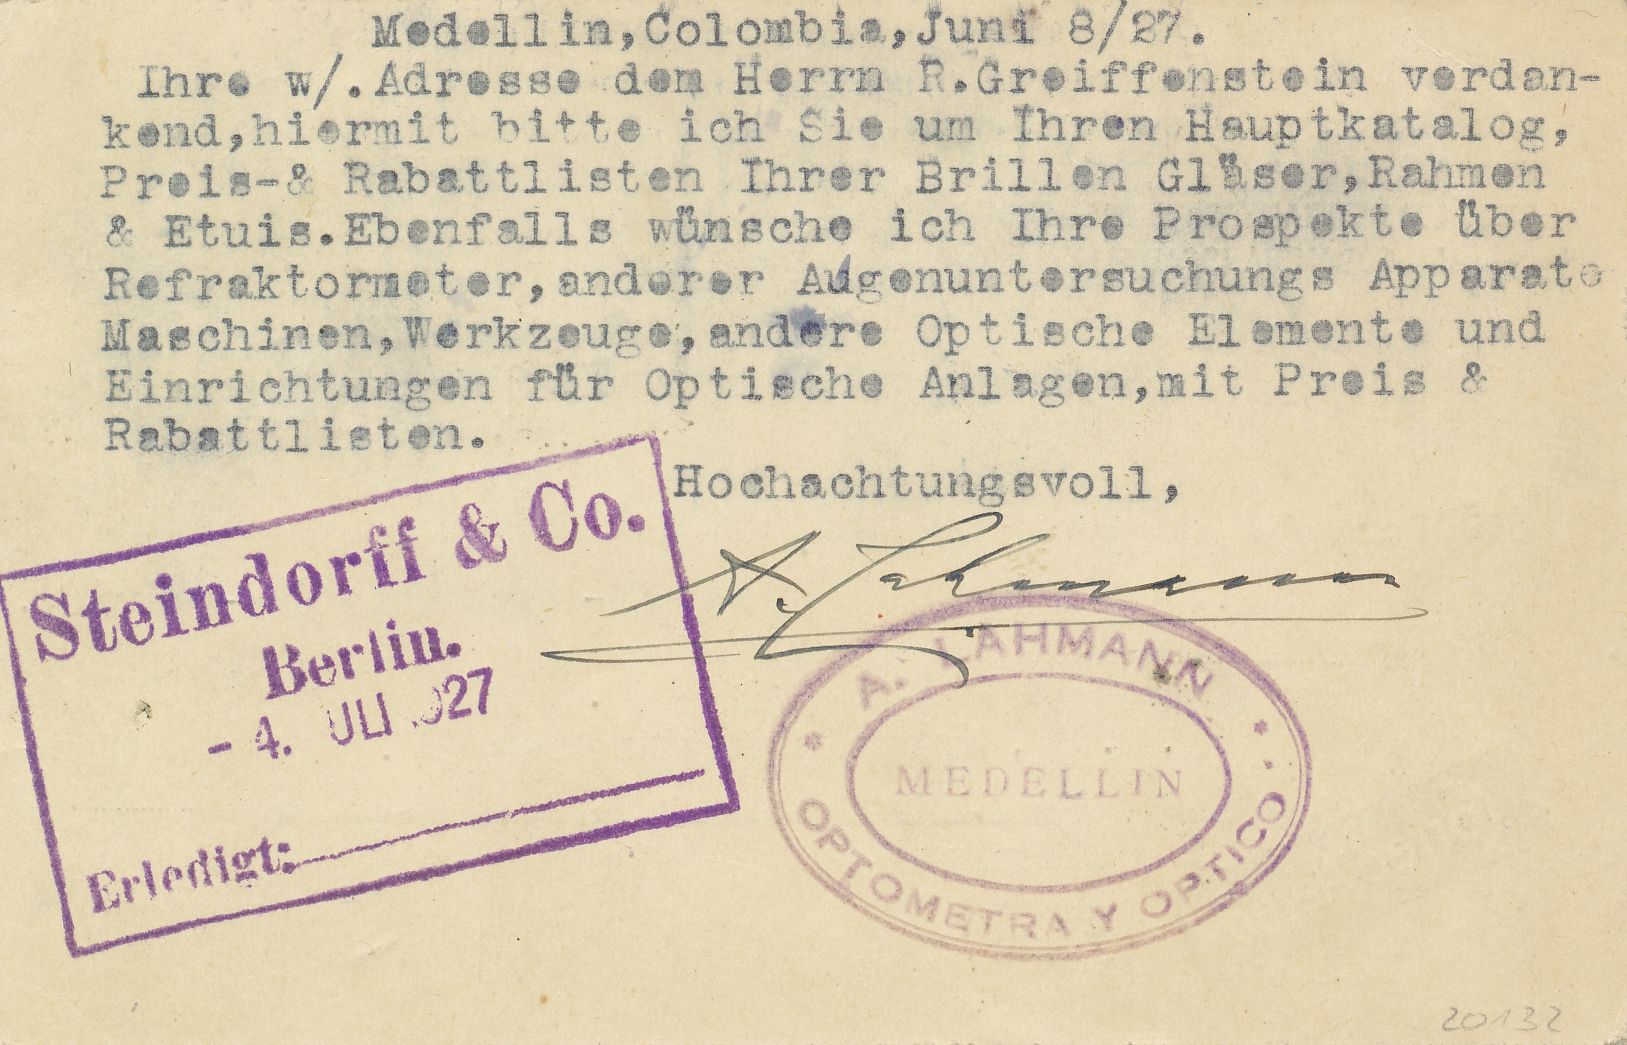 Medellin,Colombia,Juni 8/27.
Ihre w/.Adresse dem Herrn R.Greiffenstein verdan-
kend,hiermit bitte ich Sie um Ihren Hauptkatalog,
Preis-& Rabattlisten Ihrer Brillen Gläser,Rahmen
& Etuis.Ebenfalls wünsche ich Ihre Prospekte über
Refraktormeter,anderer Augenuntersuchungs Apparate
Maschinen,Werkzeuge,andere Optische Elemente und
Einrichtungen für Optische Anlagen,mit Preis &
Rabattlisten.
Hochachtungsvoll,
A. Lahmann
Steindorff & Co.
Berlin.
- 4. JULI 1927
Erledigt:
A. LAHMANN
MEDELLIN
OPTOMETRA Y OPTICO
20132